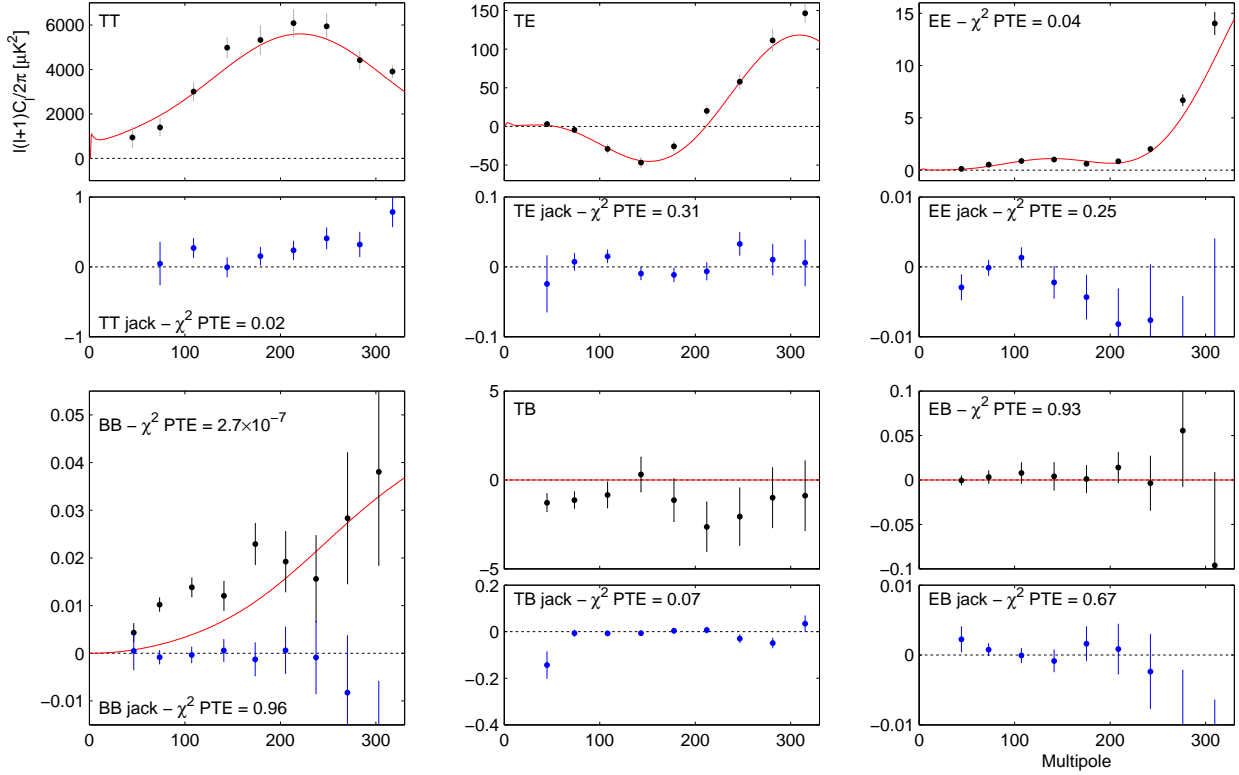 TT
TE
EE − χ² PTE = 0.04
l(l+1)C_l/2π [μK²]
6000
4000
2000
0
150
100
50
0
−50
15
10
5
0
TT jack − χ² PTE = 0.02
TE jack − χ² PTE = 0.31
EE jack − χ² PTE = 0.25
1
0
−1
0.1
0
−0.1
0.01
0
−0.01
0 100 200 300
0 100 200 300
0 100 200 300
BB − χ² PTE = 2.7×10⁻⁷
TB
EB − χ² PTE = 0.93
0.05
0.04
0.03
0.02
0.01
0
−0.01
5
0
−5
0.1
0.05
0
−0.05
−0.1
BB jack − χ² PTE = 0.96
TB jack − χ² PTE = 0.07
EB jack − χ² PTE = 0.67
0.2
0
−0.2
−0.4
0.01
0
−0.01
0 100 200 300
0 100 200 300
0 100 200 300
Multipole